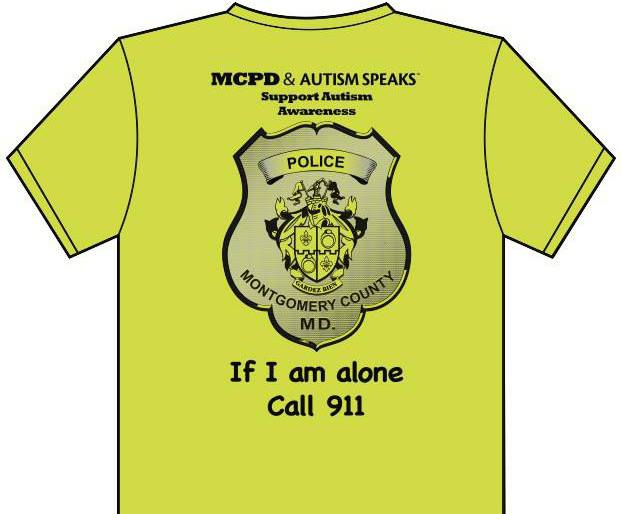 MCPD & AUTISM SPEAKS™
Support Autism
Awareness
POLICE
GARDEZ BIEN
MONTGOMERY COUNTY
MD.
If I am alone
Call 911